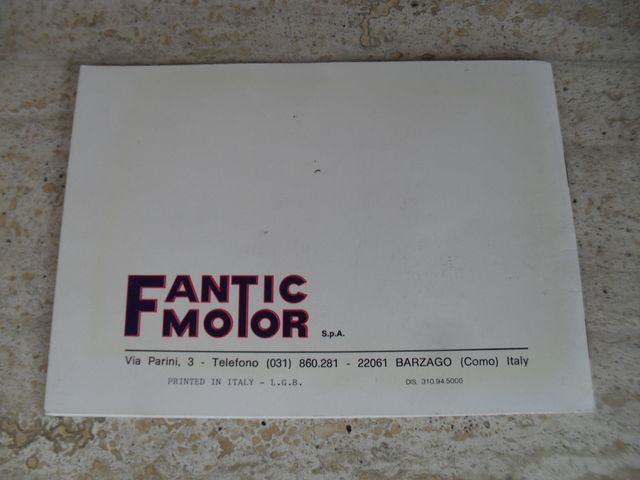 FANTIC
MOTOR S.p.A.
Via Parini, 3 - Telefono (031) 860.281 - 22061 BARZAGO (Como) Italy
PRINTED IN ITALY - L.G.B. DIS. 310.94.5000